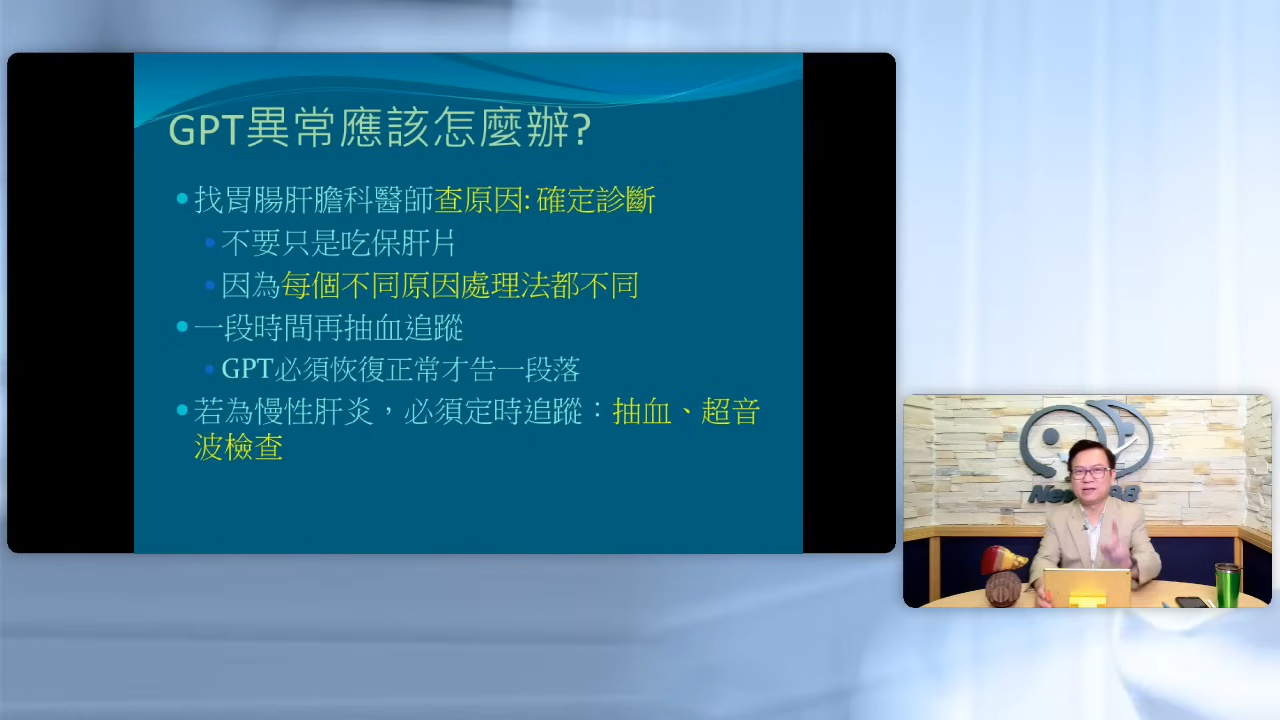 GPT異常應該怎麼辦?
找胃腸肝膽科醫師查原因: 確定診斷
不要只是吃保肝片
因為每個不同原因處理法都不同
一段時間再抽血追蹤
GPT必須恢復正常才告一段落
若為慢性肝炎，必須定時追蹤：抽血、超音
波檢查